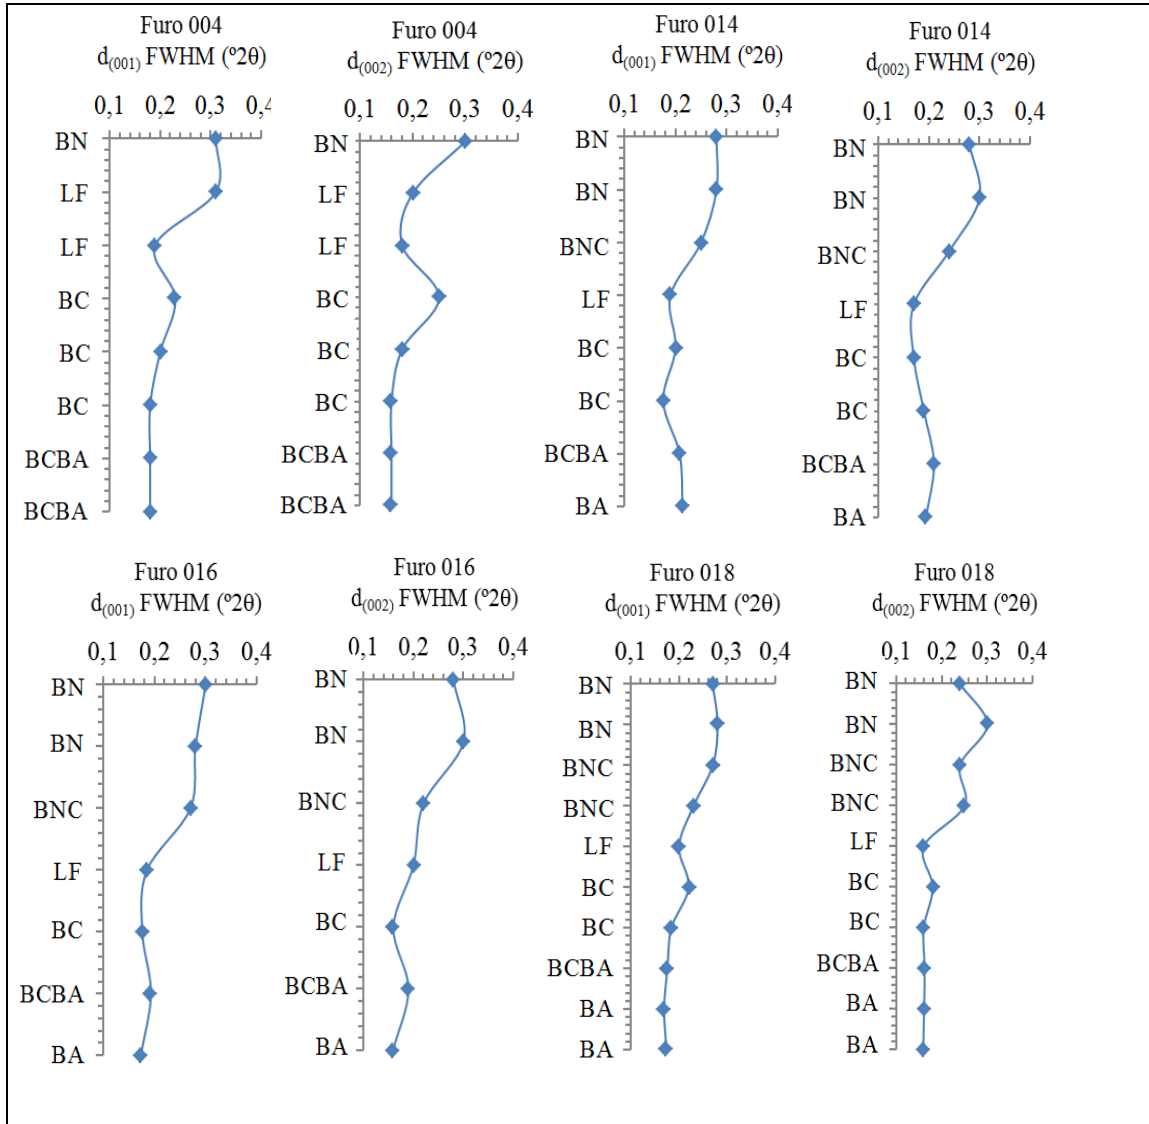 Furo 004
d(001) FWHM (º2θ)
0,1 0,2 0,3 0,4
BN
LF
LF
BC
BC
BC
BCBA
BCBA
Furo 004
d(002) FWHM (º2θ)
0,1 0,2 0,3 0,4
BN
LF
LF
BC
BC
BC
BCBA
BCBA
Furo 014
d(001) FWHM (º2θ)
0,1 0,2 0,3 0,4
BN
BN
BNC
LF
BC
BC
BCBA
BA
Furo 014
d(002) FWHM (º2θ)
0,1 0,2 0,3 0,4
BN
BN
BNC
LF
BC
BC
BCBA
BA
Furo 016
d(001) FWHM (º2θ)
0,1 0,2 0,3 0,4
BN
BN
BNC
LF
BC
BCBA
BA
Furo 016
d(002) FWHM (º2θ)
0,1 0,2 0,3 0,4
BN
BN
BNC
LF
BC
BCBA
BA
Furo 018
d(001) FWHM (º2θ)
0,1 0,2 0,3 0,4
BN
BN
BNC
BNC
LF
BC
BC
BCBA
BA
BA
Furo 018
d(002) FWHM (º2θ)
0,1 0,2 0,3 0,4
BN
BN
BNC
BNC
LF
BC
BC
BCBA
BA
BA